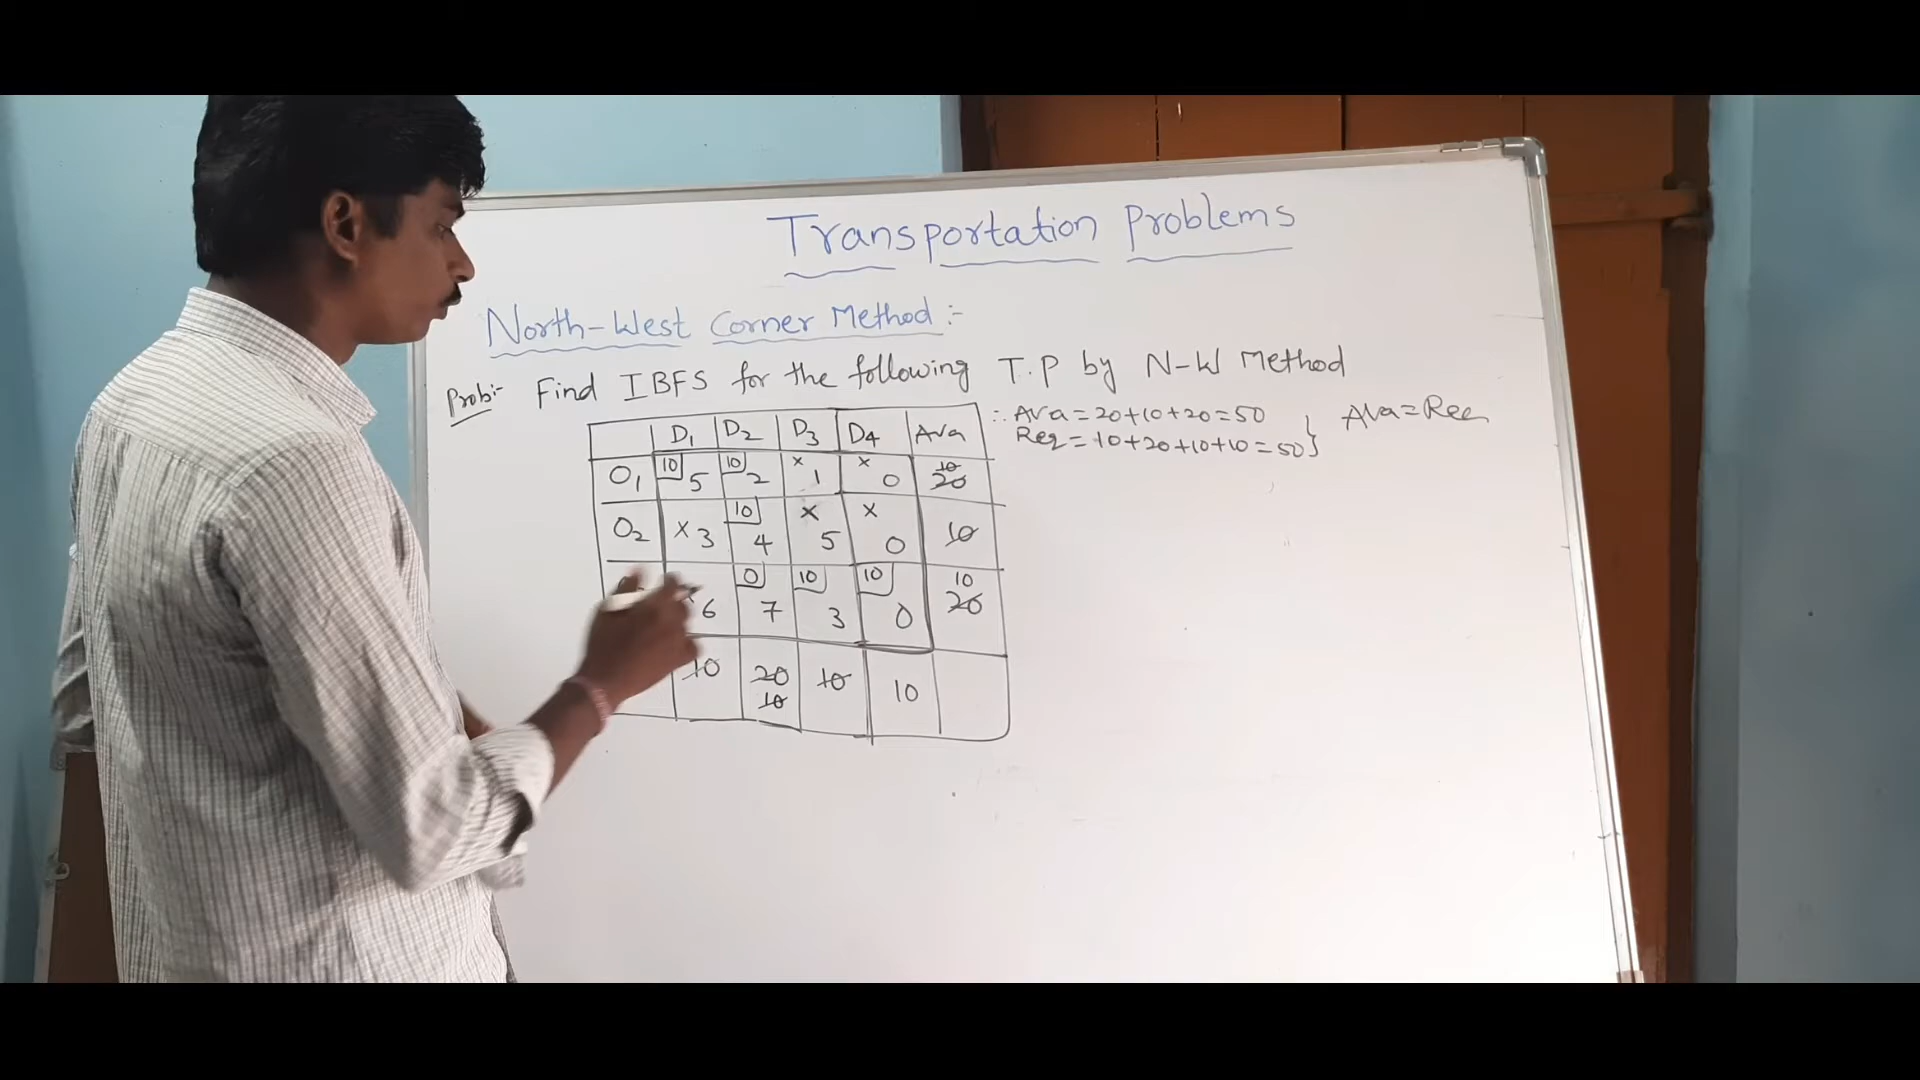 Transportation Problems
North-West Corner Method :-
Prob:- Find IBFS for the following T.P by N-W Method
∴ Ava = 20+10+20 = 50 } Ava = Req
Req = 10+20+10+10 = 50
D1 D2 D3 D4 Ava
O1 10 5 10 2 x 1 x 0 10 20
O2 x 3 10 4 x 5 x 0 10
6 0 7 10 3 10 0 10 20
10 20 10 10 10